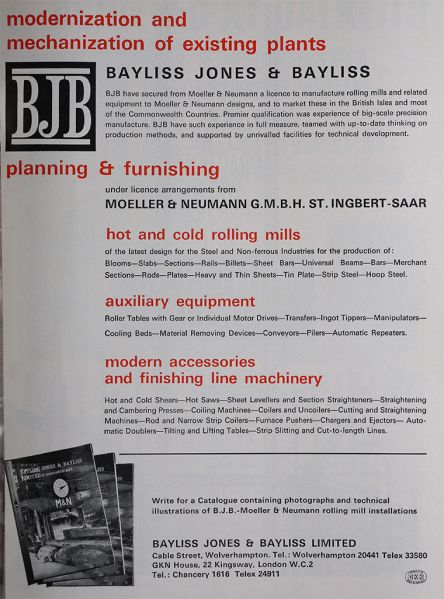 modernization and
mechanization of existing plants
BJB
BAYLISS JONES & BAYLISS
BJB have secured from Moeller & Neumann a licence to manufacture rolling mills and related
equipment to Moeller & Neumann designs, and to market these in the British Isles and most
of the Commonwealth Countries. Premier qualification was experience of big-scale precision
manufacture. BJB have such experience in full measure, teamed with up-to-date thinking on
production methods, and supported by unrivalled facilities for technical development.
planning & furnishing
under licence arrangements from
MOELLER & NEUMANN G.M.B.H. ST. INGBERT-SAAR
hot and cold rolling mills
of the latest design for the Steel and Non-ferrous Industries for the production of:
Blooms—Slabs—Sections—Rails—Billets—Sheet Bars—Universal Beams—Bars—Merchant
Sections—Rods—Plates—Heavy and Thin Sheets—Tin Plate—Strip Steel—Hoop Steel.
auxiliary equipment
Roller Tables with Gear or Individual Motor Drives—Transfers—Ingot Tippers—Manipulators—
Cooling Beds—Material Removing Devices—Conveyors—Pilers—Automatic Repeaters.
modern accessories
and finishing line machinery
Hot and Cold Shears—Hot Saws—Sheet Levellers and Section Straighteners—Straightening
and Cambering Presses—Coiling Machines—Coilers and Uncoilers—Cutting and Straightening
Machines—Rod and Narrow Strip Coilers—Furnace Pushers—Chargers and Ejectors— Auto-
matic Doublers—Tilting and Lifting Tables—Strip Slitting and Cut-to-length Lines.
BAYLISS JONES & BAYLISS
LIMITED
M&N
Write for a Catalogue containing photographs and technical
illustrations of B.J.B.-Moeller & Neumann rolling mill installations
BAYLISS JONES & BAYLISS LIMITED
Cable Street, Wolverhampton. Tel.: Wolverhampton 20441 Telex 33580
GKN House, 22 Kingsway, London W.C.2
Tel.: Chancery 1616 Telex 24911
GKN